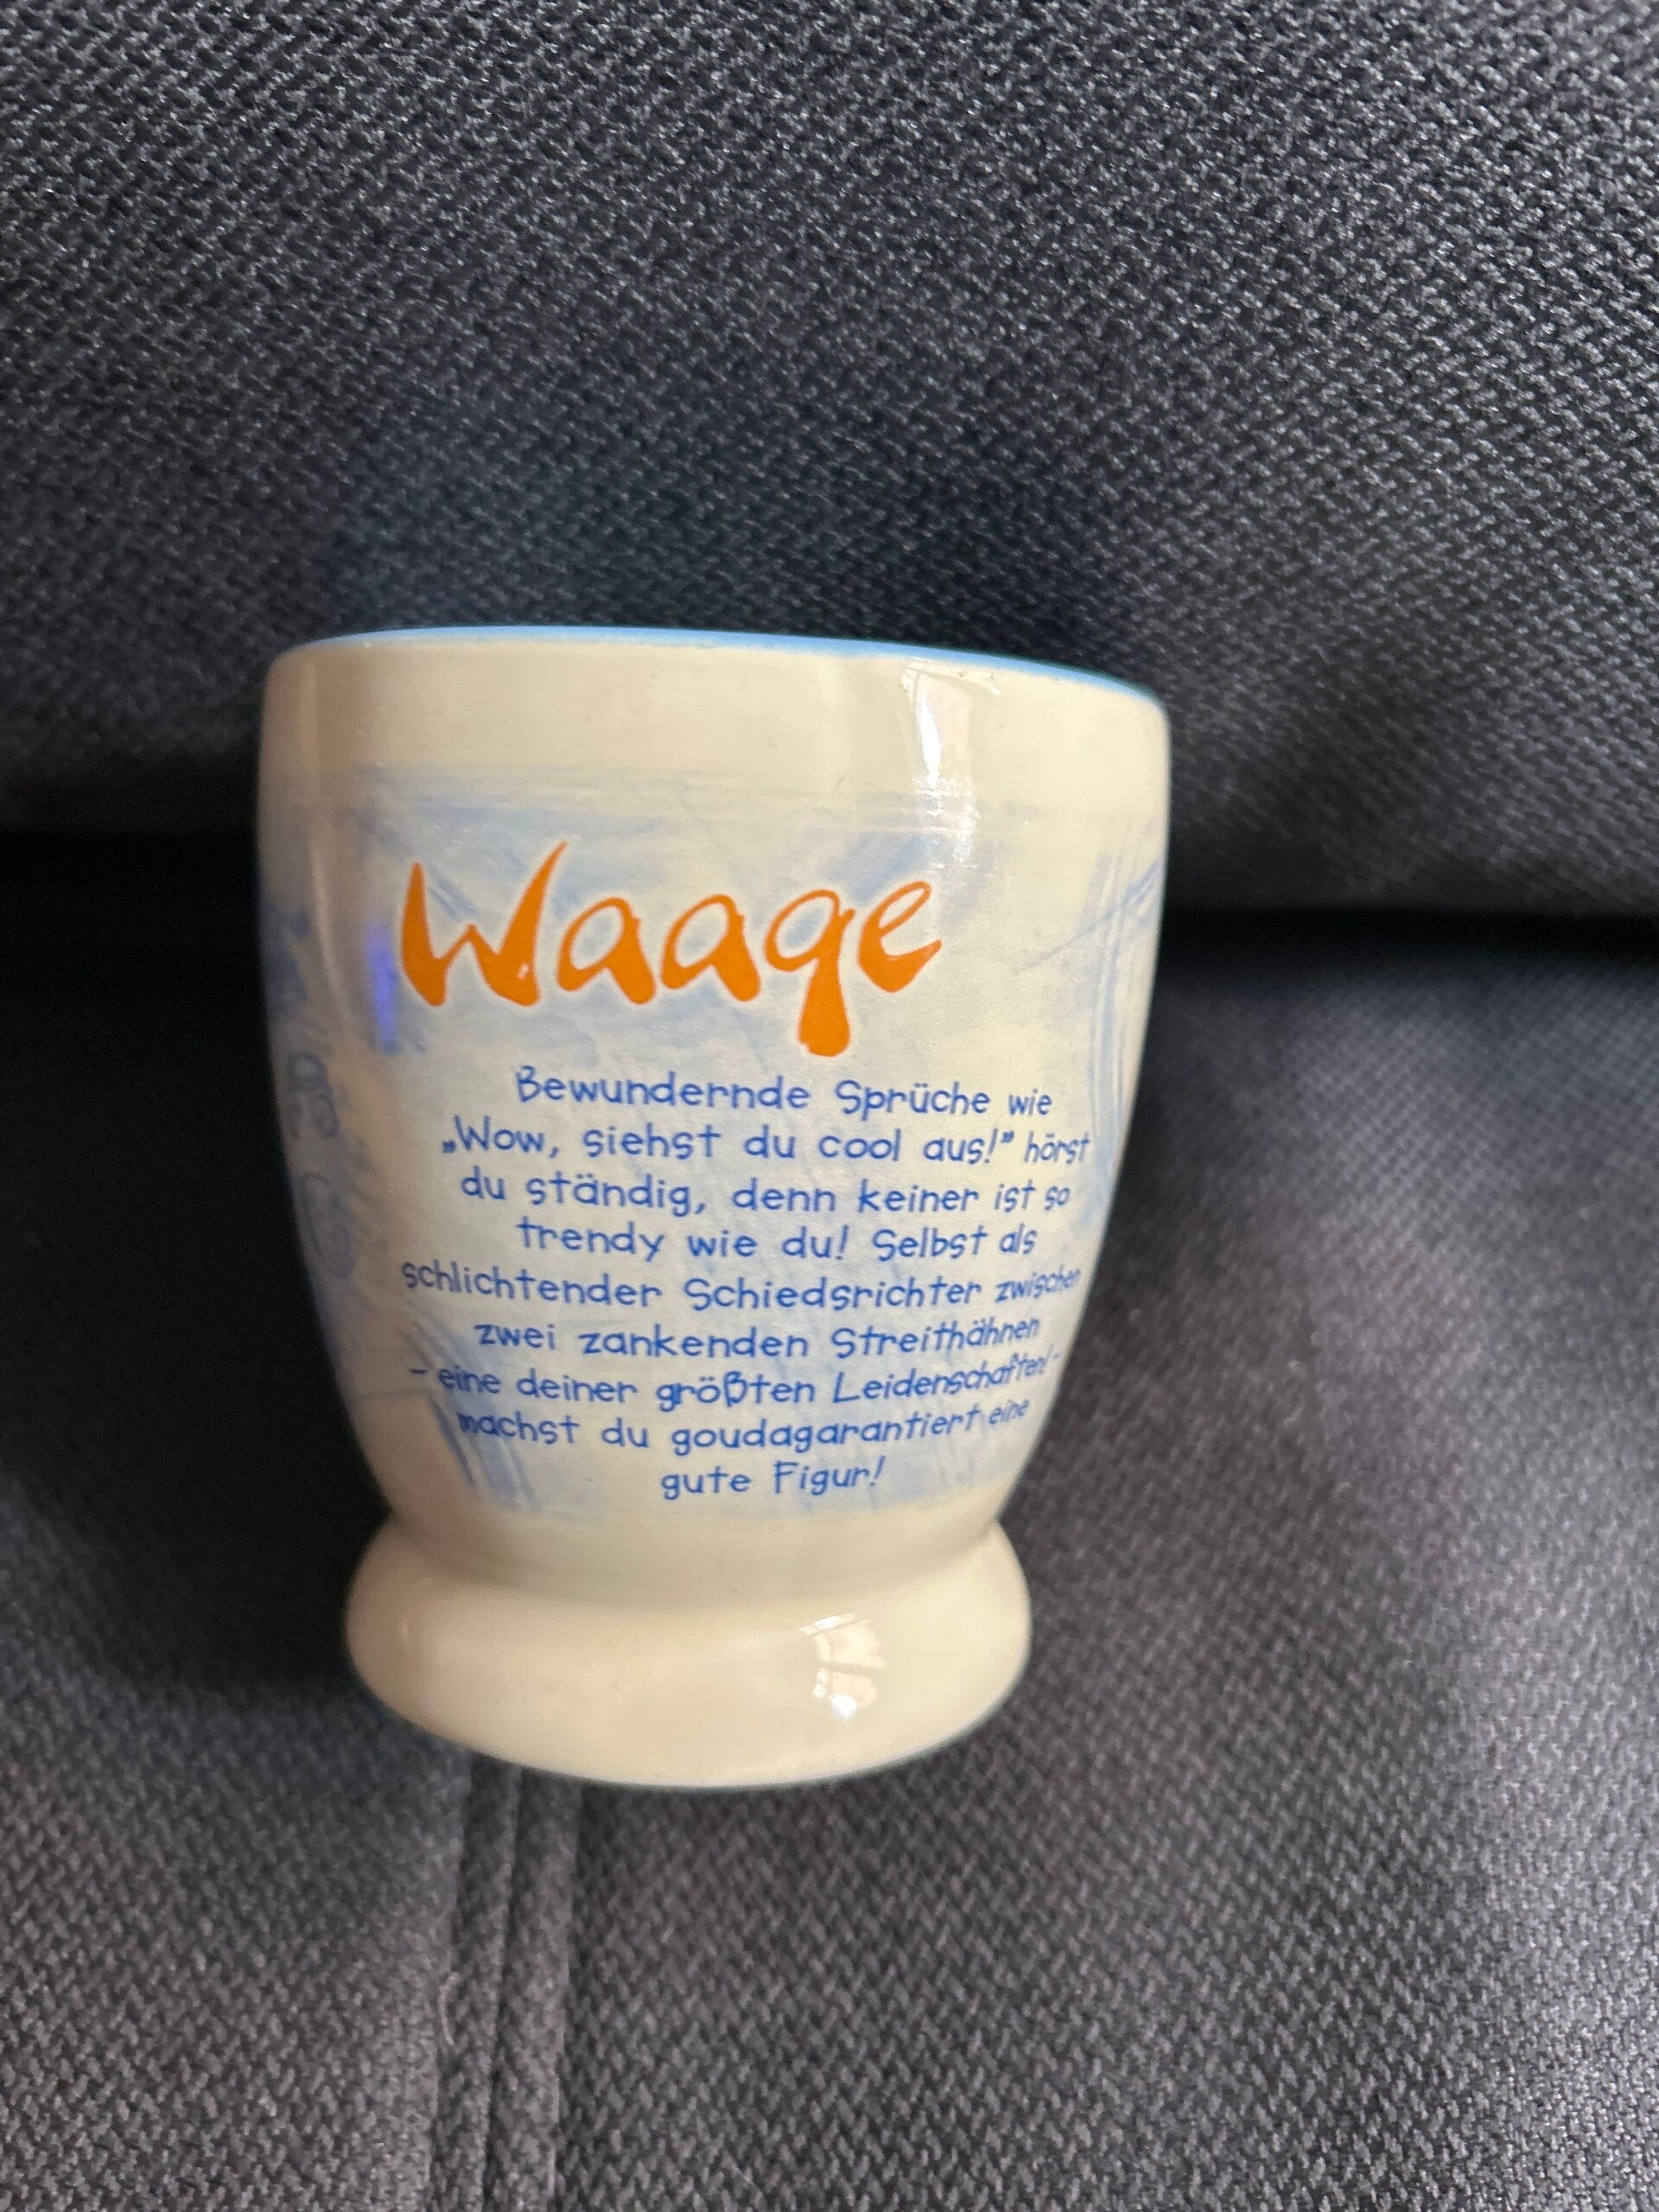 Waage
Bewundernde Sprüche wie
„Wow, siehst du cool aus!” hörst
du ständig, denn keiner ist so
trendy wie du! Selbst als
schlichtender Schiedsrichter zwischen
zwei zankenden Streithähnen
- eine deiner größten Leidenschaften! -
machst du goudagarantiert eine
gute Figur!